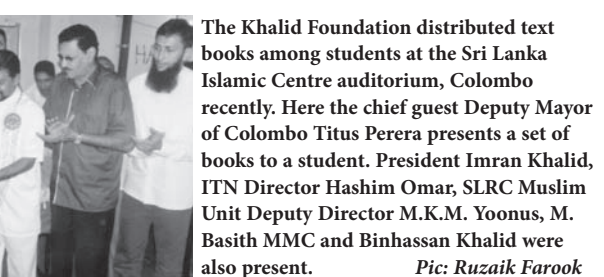 The Khalid Foundation distributed text
books among students at the Sri Lanka
Islamic Centre auditorium, Colombo
recently. Here the chief guest Deputy Mayor
of Colombo Titus Perera presents a set of
books to a student. President Imran Khalid,
ITN Director Hashim Omar, SLRC Muslim
Unit Deputy Director M.K.M. Yoonus, M.
Basith MMC and Binhassan Khalid were
also present. Pic: Ruzaik Farook